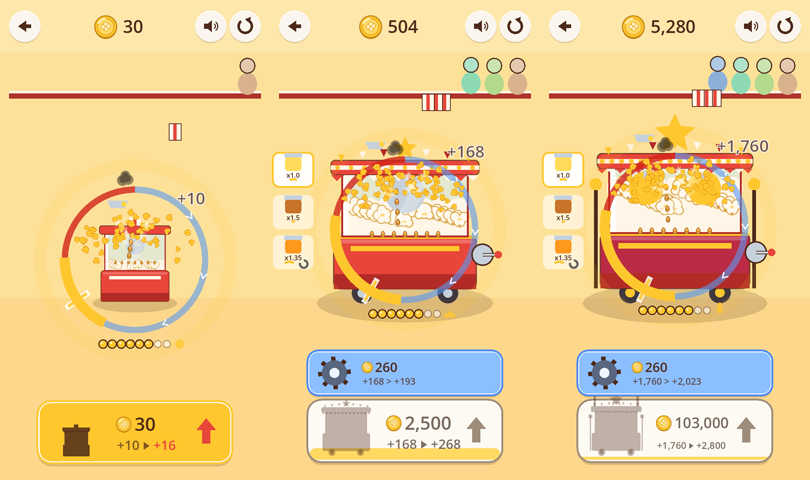 30
+10
30
+10 ▸ +16
504
+168
x1.0
x1.5
x1.35
260
+168 > +193
2,500
+168 ▸ +268
5,280
+1,760
x1.0
x1.5
x1.35
260
+1,760 > +2,023
103,000
+1,760 ▸ +2,800